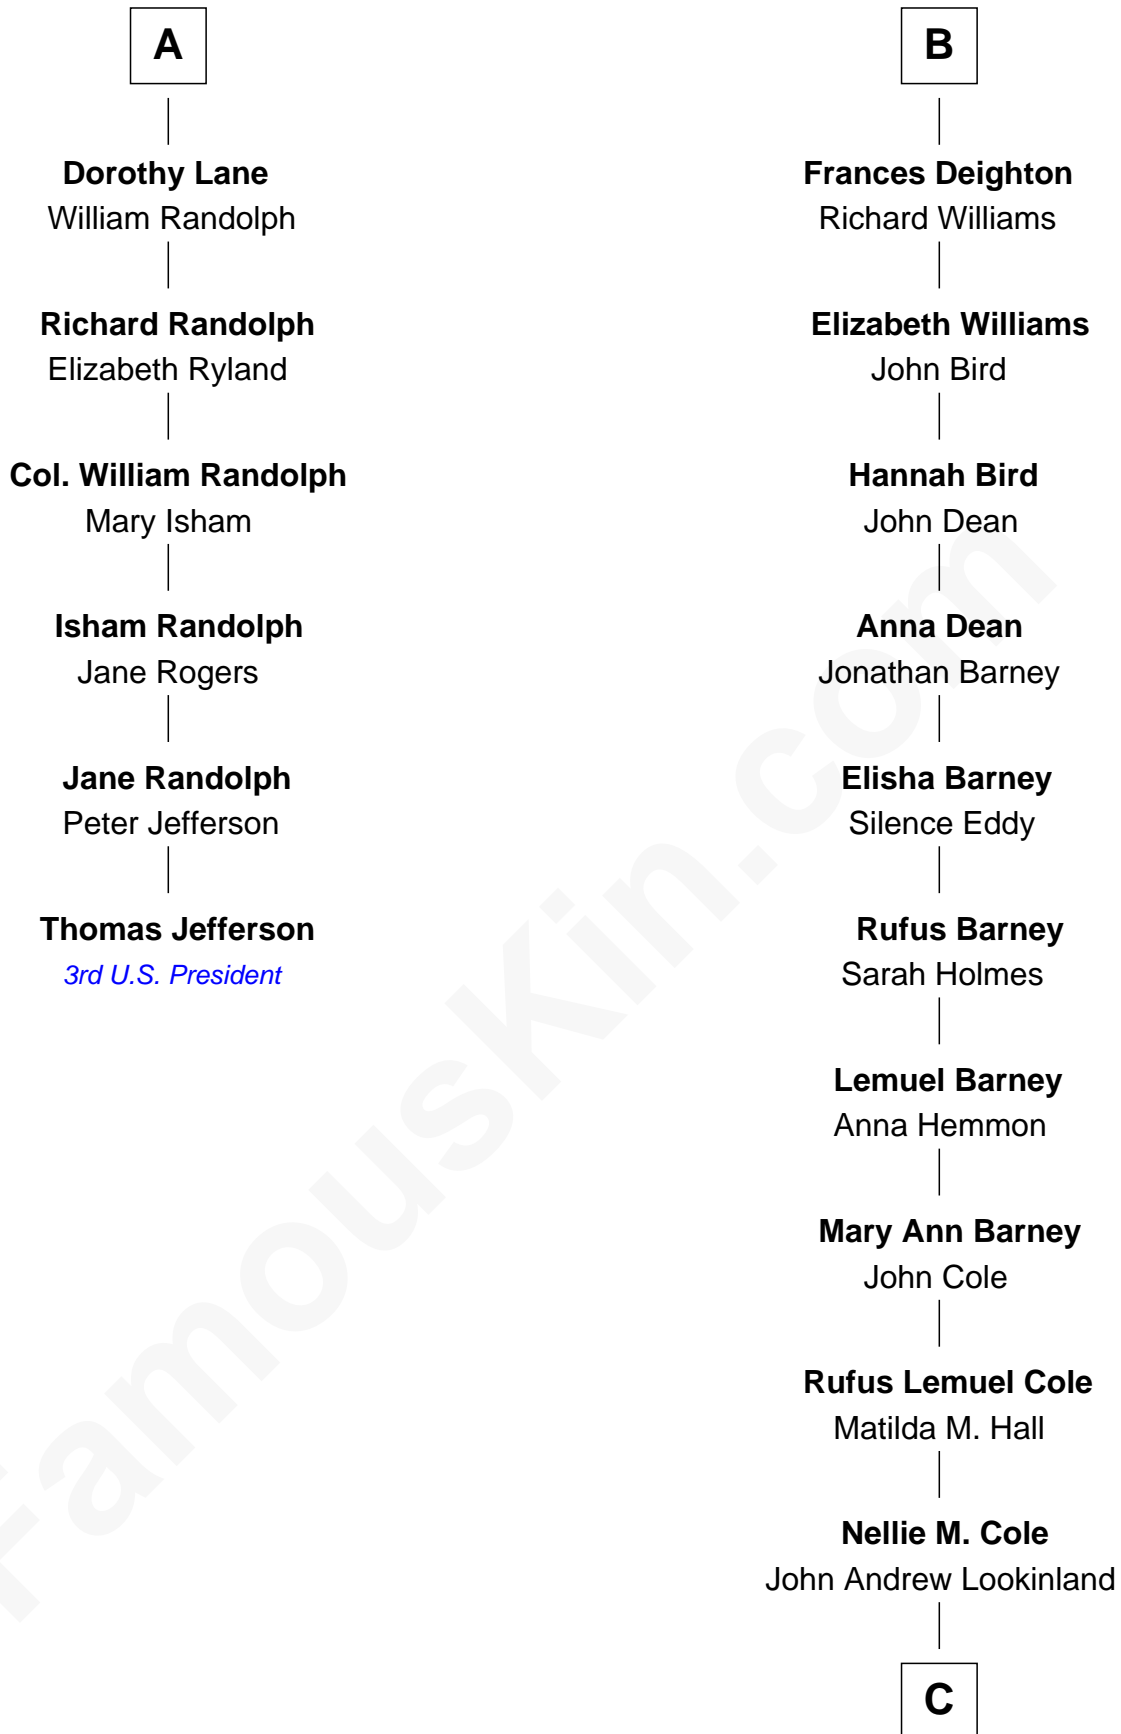 A
Dorothy Lane
William Randolph
Richard Randolph
Elizabeth Ryland
Col. William Randolph
Mary Isham
Isham Randolph
Jane Rogers
Jane Randolph
Peter Jefferson
Thomas Jefferson
3rd U.S. President
B
Frances Deighton
Richard Williams
Elizabeth Williams
John Bird
Hannah Bird
John Dean
Anna Dean
Jonathan Barney
Elisha Barney
Silence Eddy
Rufus Barney
Sarah Holmes
Lemuel Barney
Anna Hemmon
Mary Ann Barney
John Cole
Rufus Lemuel Cole
Matilda M. Hall
Nellie M. Cole
John Andrew Lookinland
C
FamousKin.com